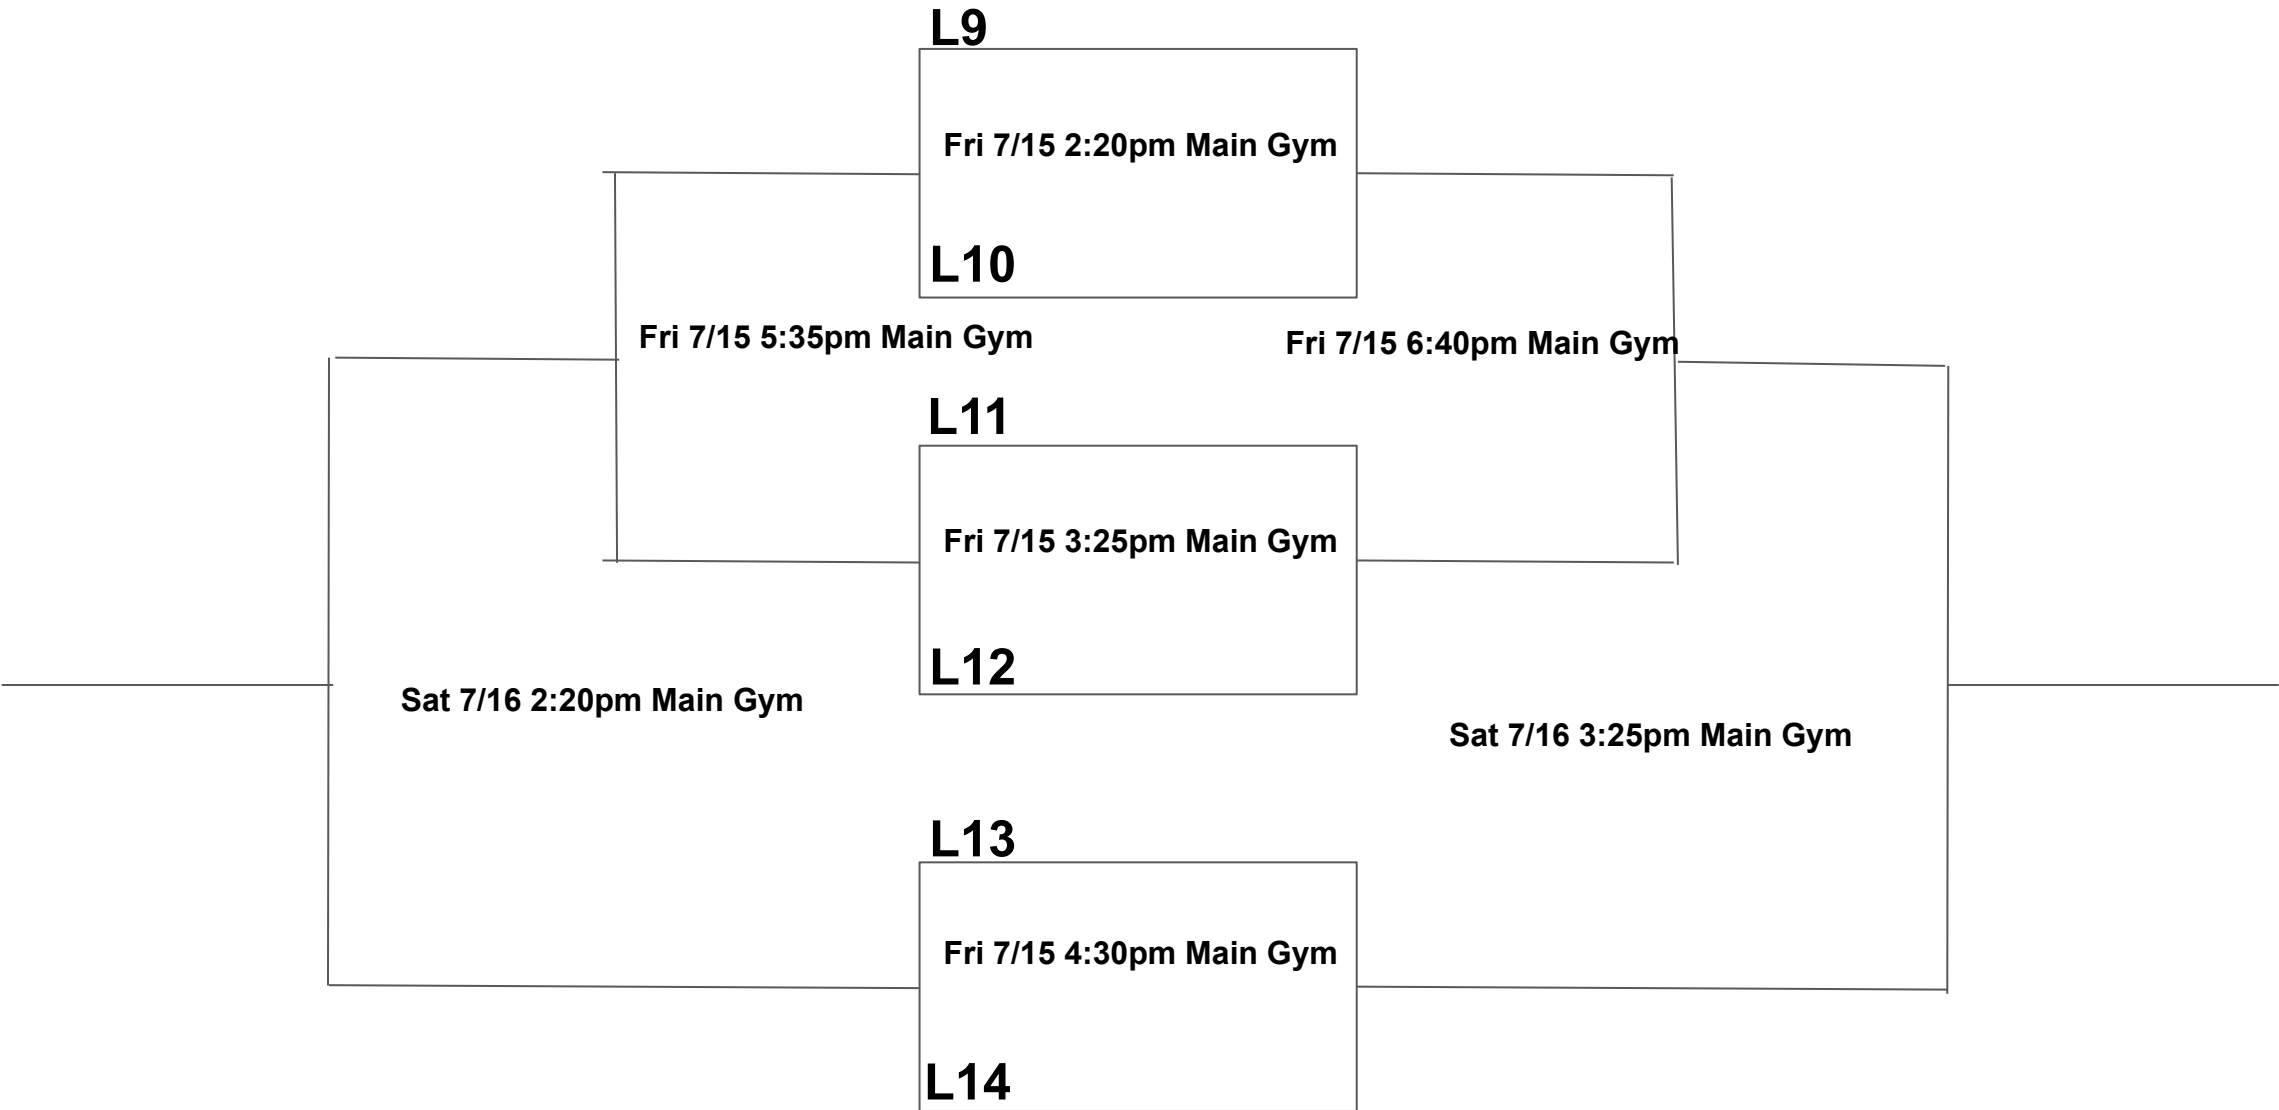 L9
Fri 7/15 2:20pm Main Gym
L10
Fri 7/15 5:35pm Main Gym
Fri 7/15 6:40pm Main Gym
L11
Fri 7/15 3:25pm Main Gym
L12
Sat 7/16 2:20pm Main Gym
Sat 7/16 3:25pm Main Gym
L13
Fri 7/15 4:30pm Main Gym
L14